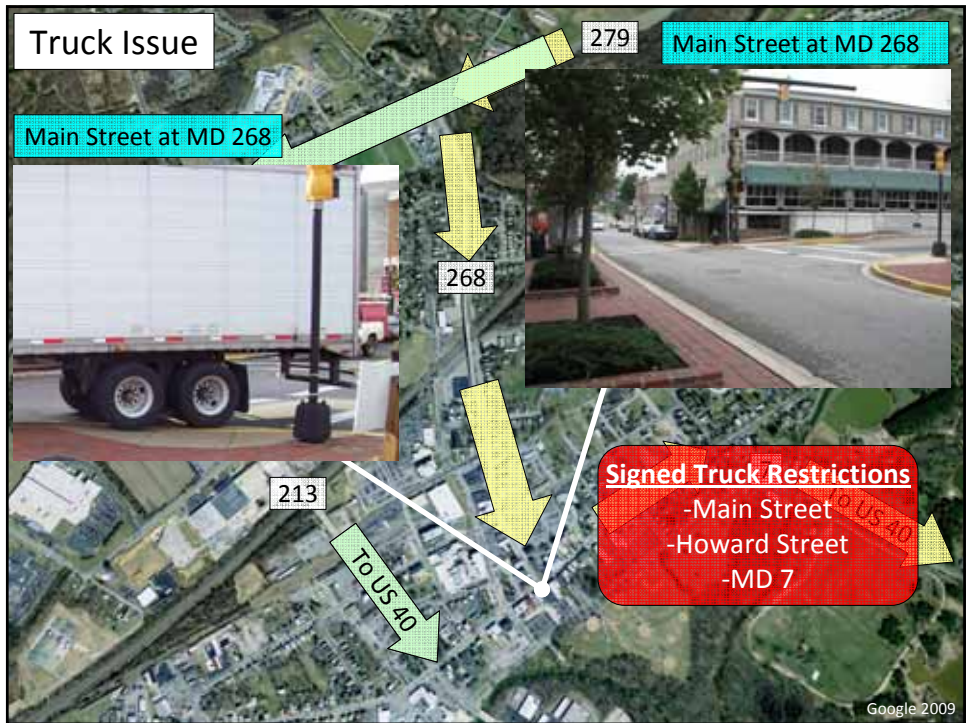 Truck Issue
279
Main Street at MD 268
Main Street at MD 268
268
213
To US 40
Signed Truck Restrictions
-Main Street
-Howard Street
-MD 7
To US 40
Google 2009